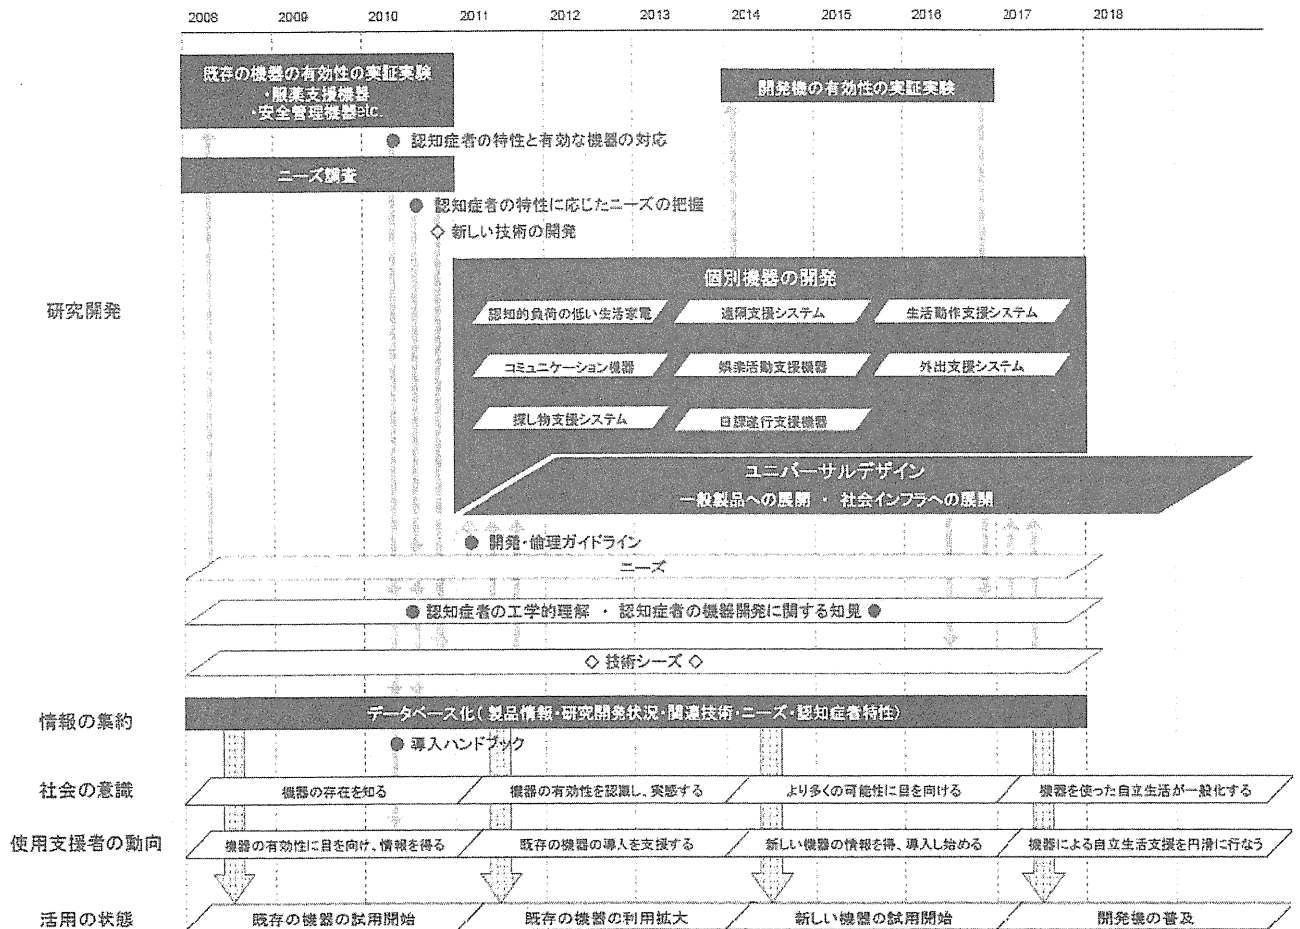 2008 2009 2010 2011 2012 2013 2014 2015 2016 2017 2018
既存の機器の有効性の実証実験
・服薬支援機器
・安全管理機器etc.
開発機の有効性の実証実験
● 認知症者の特性と有効な機器の対応
ニーズ調査
● 認知症者の特性に応じたニーズの把握
◇ 新しい技術の開発
研究開発
個別機器の開発
認知的負荷の低い生活家電 遠隔支援システム 生活動作支援システム
コミュニケーション機器 娯楽活動支援機器 外出支援システム
探し物支援システム 日課遂行支援機器
ユニバーサルデザイン
一般製品への展開 ・ 社会インフラへの展開
● 開発・倫理ガイドライン
ニーズ
● 認知症者の工学的理解 ・ 認知症者の機器開発に関する知見 ●
◇ 技術シーズ ◇
情報の集約
データベース化( 製品情報・研究開発状況・関連技術・ニーズ・認知症者特性)
● 導入ハンドブック
社会の意識 機器の存在を知る 機器の有効性を認識し、実感する より多くの可能性に目を向ける 機器を使った自立生活が一般化する
使用支援者の動向 機器の有効性に目を向け、情報を得る 既存の機器の導入を支援する 新しい機器の情報を得、導入し始める 機器による自立生活支援を円滑に行なう
活用の状態 既存の機器の試用開始 既存の機器の利用拡大 新しい機器の試用開始 開発機の普及